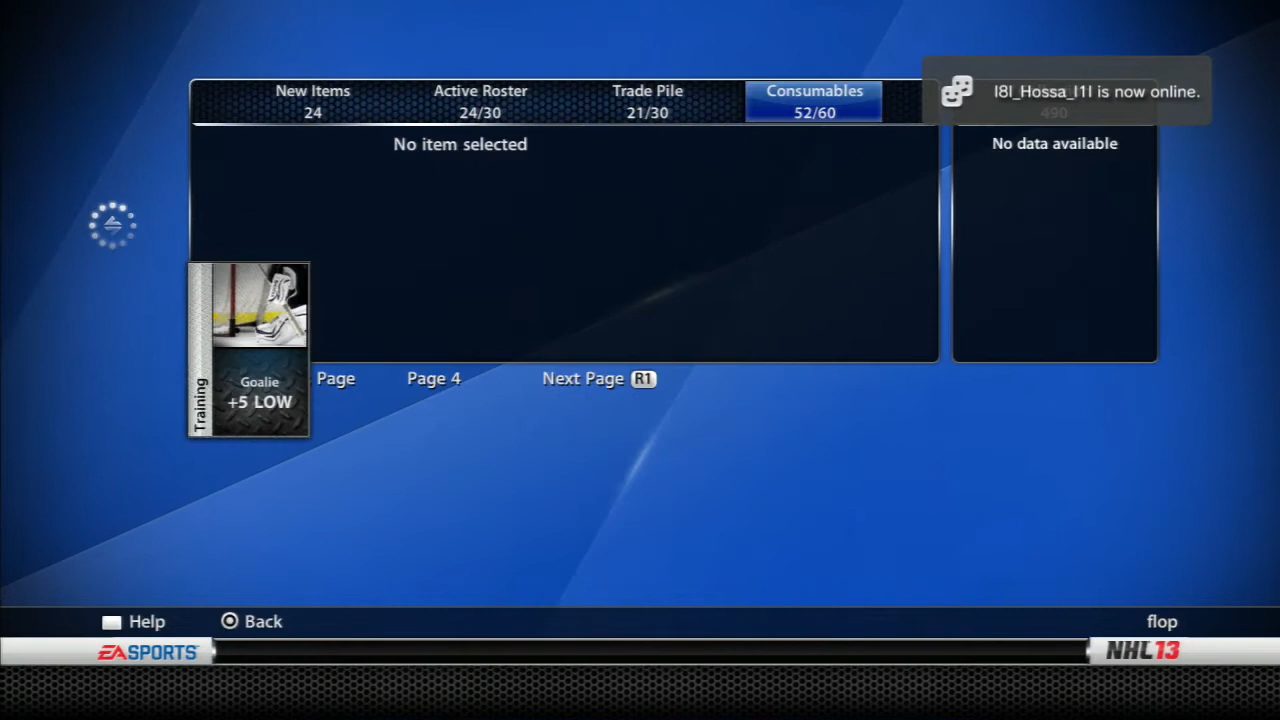 New Items
24
Active Roster
24/30
Trade Pile
21/30
Consumables
52/60
490
I8I_Hossa_I1I is now online.
No item selected
No data available
Training
Goalie
+5 LOW
Page
Page 4
Next Page R1
Help
Back
flop
EA SPORTS
NHL 13